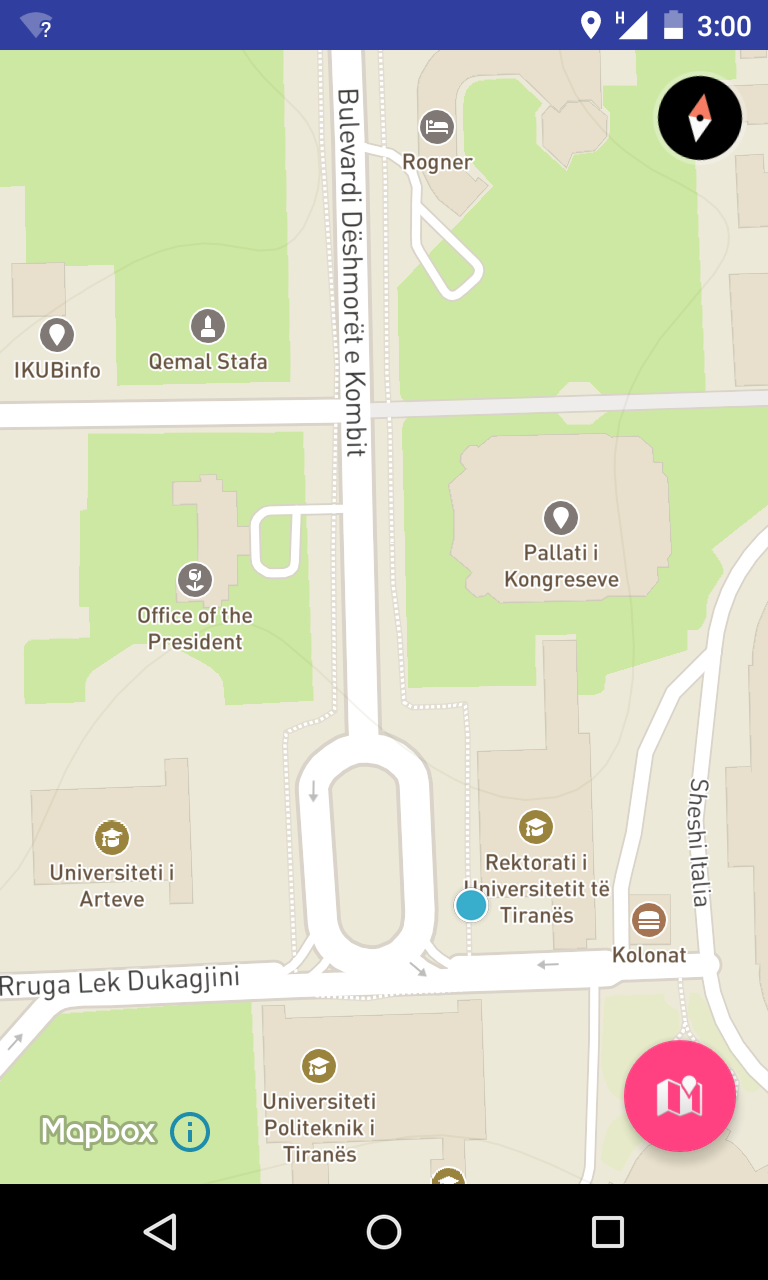 ?
H
3:00
Bulevardi Dëshmorët e Kombit
Rogner
IKUBinfo
Qemal Stafa
Pallati i
Kongreseve
Office of the
President
Sheshi Italia
Universiteti i
Arteve
Rektorati i
Universitetit të
Tiranës
Kolonat
Rruga Lek Dukagjini
Universiteti
Politeknik i
Tiranës
Mapbox
i